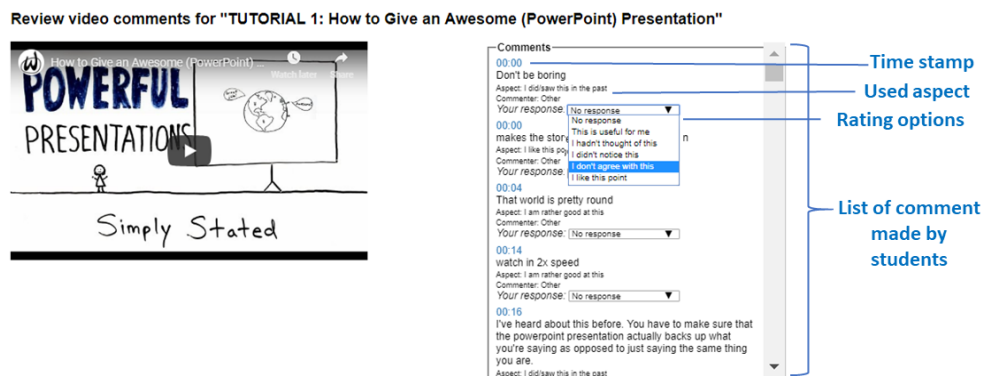 Review video comments for "TUTORIAL 1: How to Give an Awesome (PowerPoint) Presentation"
How to Give an Awesome (PowerPoint) ...
Watch later
Share
POWERFUL
PRESENTATIONS
Simply Stated
Comments
00:00
Don't be boring
Aspect: I did/saw this in the past
Commenter: Other
Your response: No response
No response
This is useful for me
I hadn't thought of this
I didn't notice this
I don't agree with this
I like this point
00:00
makes the n
Aspect: I like this
Commenter: Other
Your response
00:04
That world is pretty round
Aspect: I am rather good at this
Commenter: Other
Your response: No response
00:14
watch in 2x speed
Aspect: I am rather good at this
Commenter: Other
Your response: No response
00:16
I've heard about this before. You have to make sure that
the powerpoint presentation actually backs up what
you're saying as opposed to just saying the same thing
you are.
Aspect: I did/saw this in the past
Time stamp
Used aspect
Rating options
List of comment
made by
students